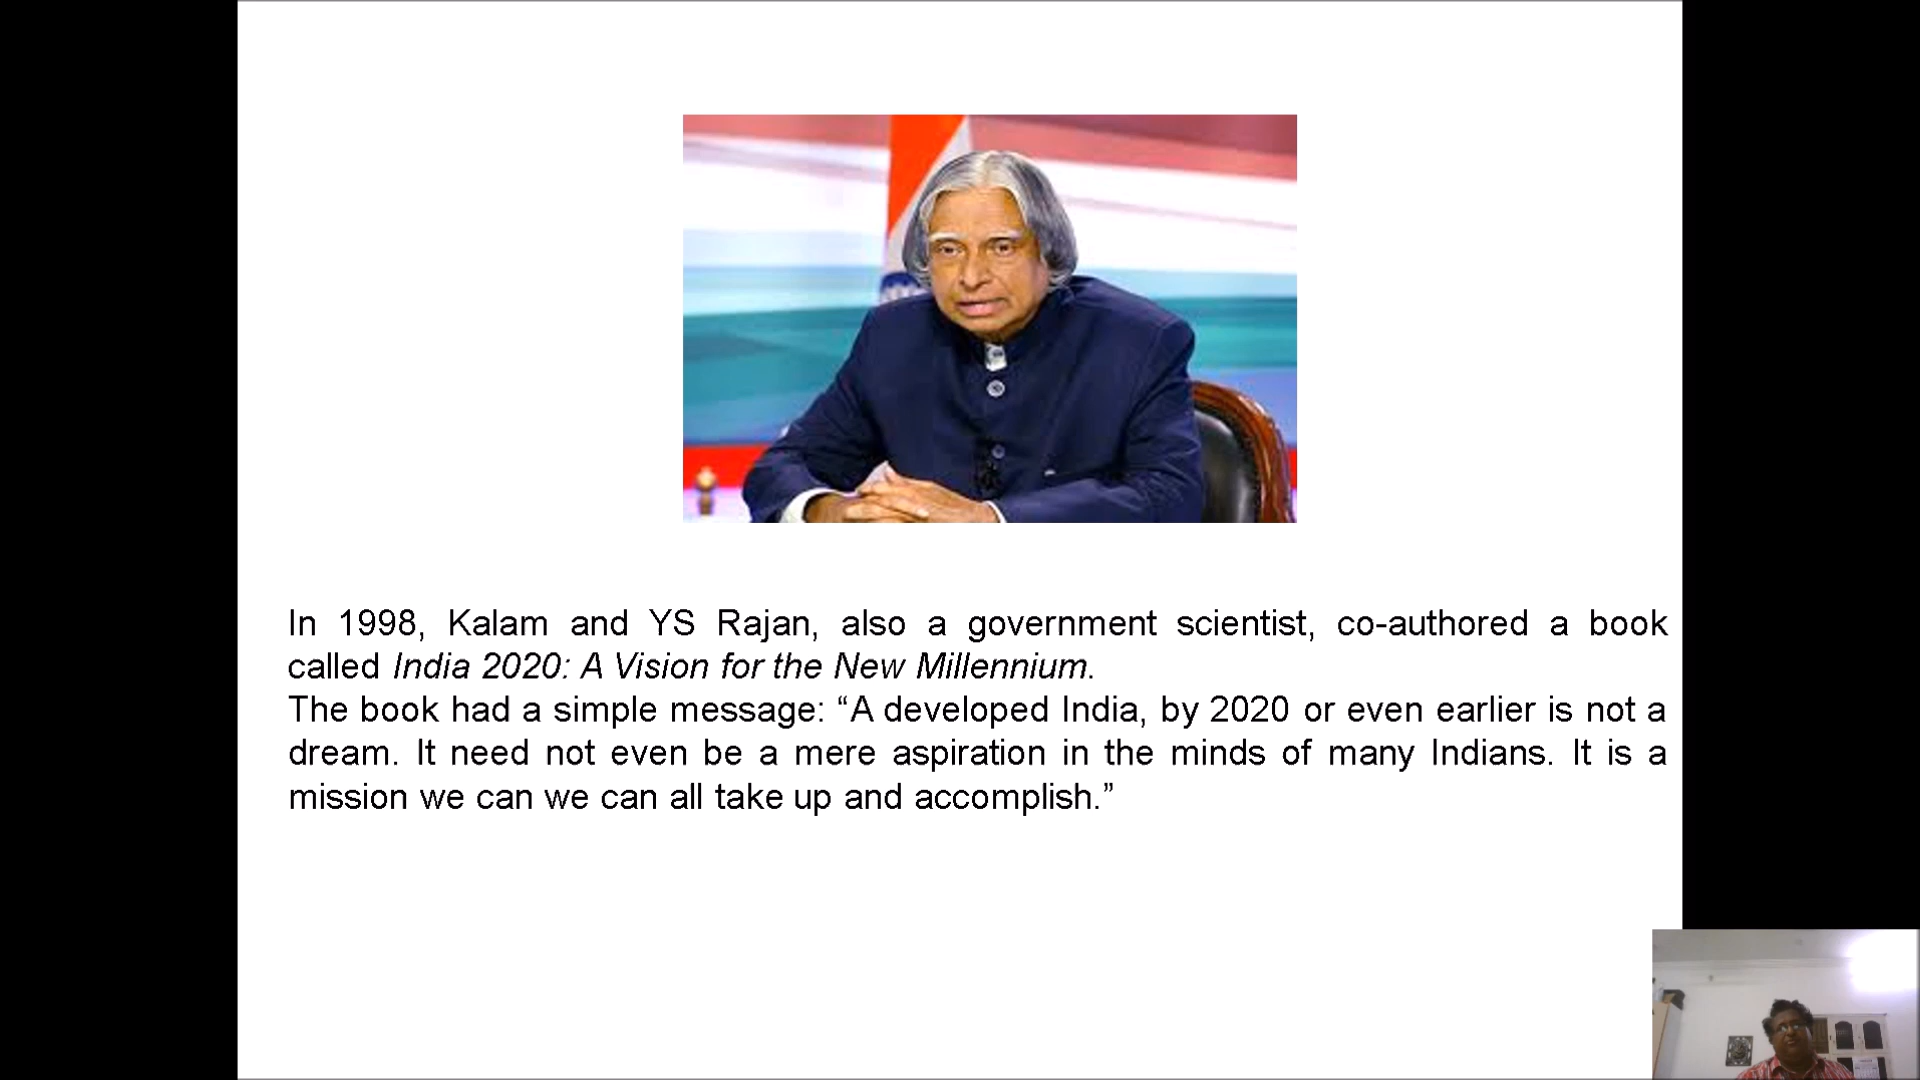 In 1998, Kalam and YS Rajan, also a government scientist, co-authored a book
called India 2020: A Vision for the New Millennium.
The book had a simple message: “A developed India, by 2020 or even earlier is not a
dream. It need not even be a mere aspiration in the minds of many Indians. It is a
mission we can we can all take up and accomplish.”